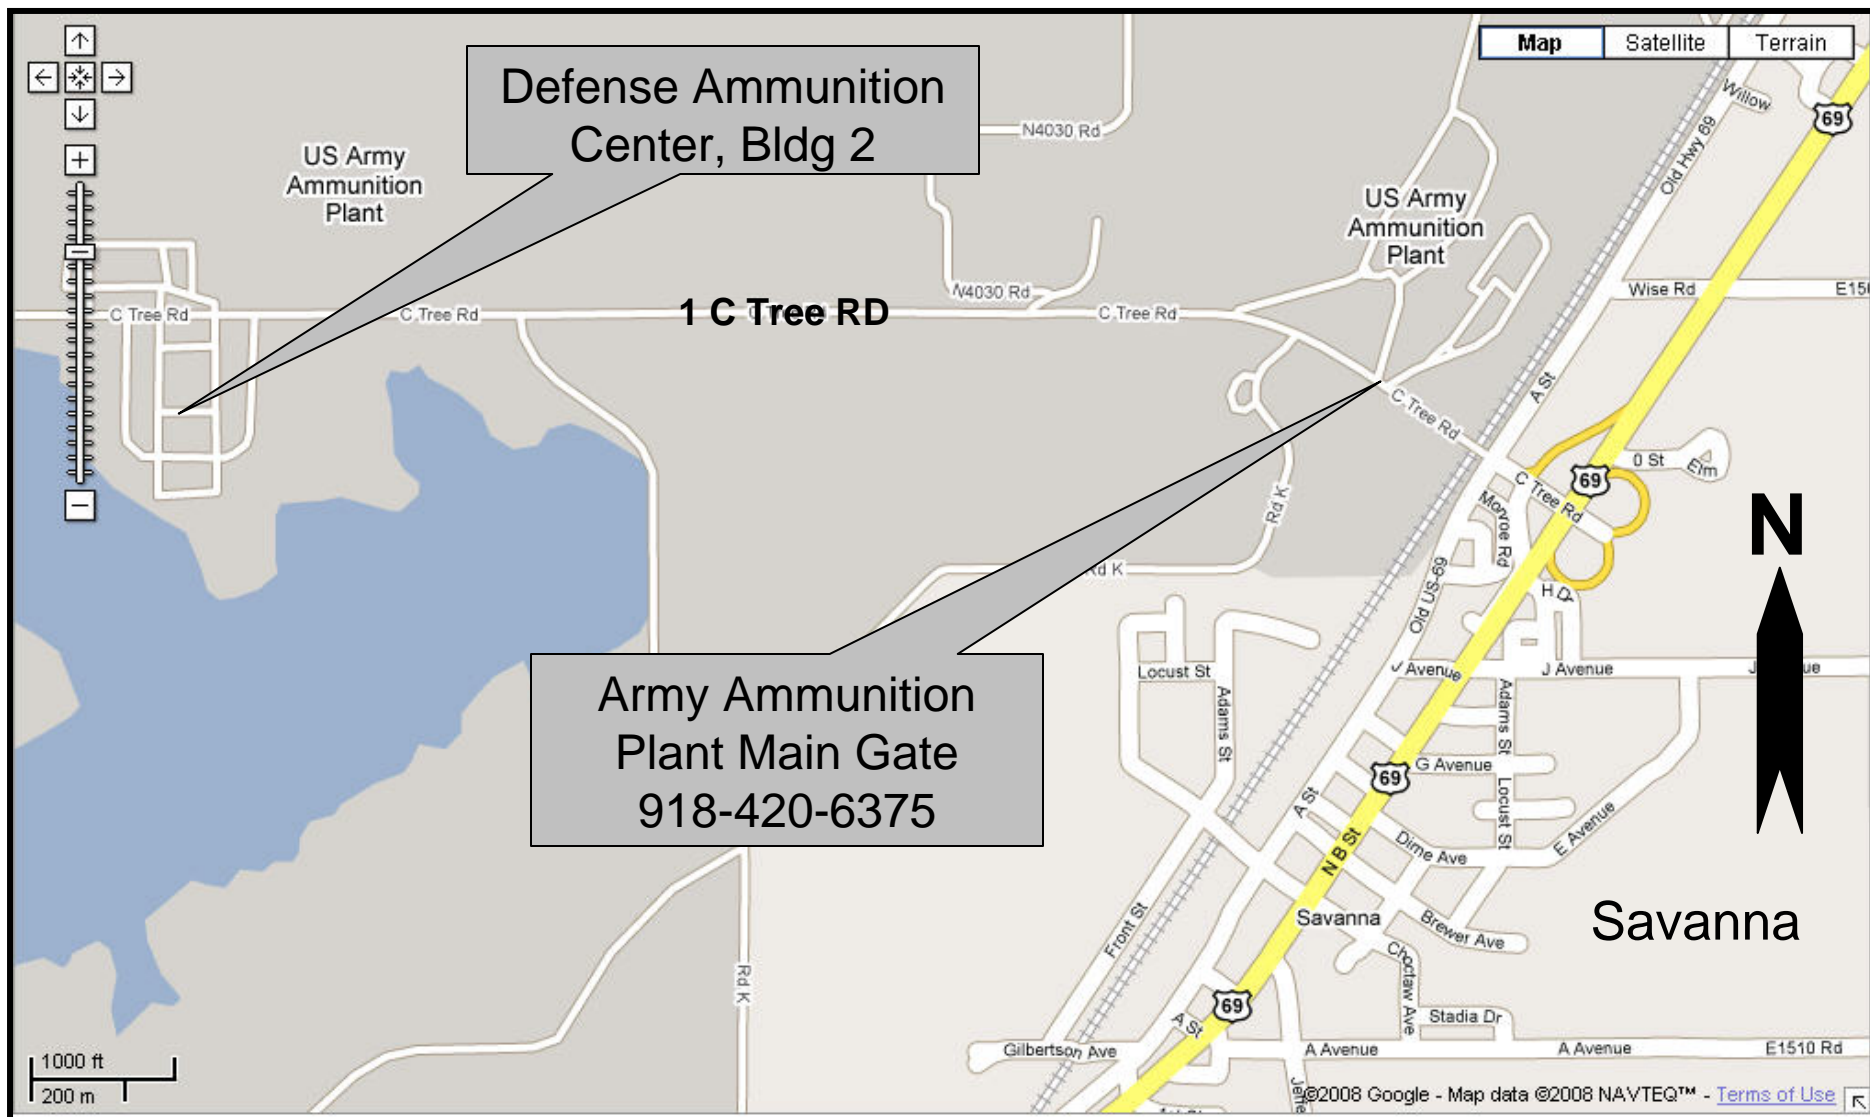 Map
Satellite
Terrain
Defense Ammunition
Center, Bldg 2
Willow
69
N4030 Rd
Old Hwy 69
US Army
Ammunition
Plant
US Army
Ammunition
Plant
N4030 Rd
Wise Rd
C Tree Rd
C Tree Rd
1 C Tree RD
C Tree Rd
A St
C Tree Rd
0 St
Elm
69
C Tree Rd
Monroe Rd
Rd K
N
Rd K
Old US-69
H Dr
Army Ammunition
Plant Main Gate
918-420-6375
Locust St
Adams St
J Avenue
J Avenue
Adams St
G Avenue
69
Locust St
A St
Dime Ave
E Avenue
N B St
Savanna
Savanna
Brewer Ave
Front St
Choctaw Ave
Rd K
69
A St
Stadia Dr
Gilbertson Ave
A Avenue
A Avenue
E1510 Rd
1000 ft
200 m
©2008 Google - Map data ©2008 NAVTEQ™ - Terms of Use